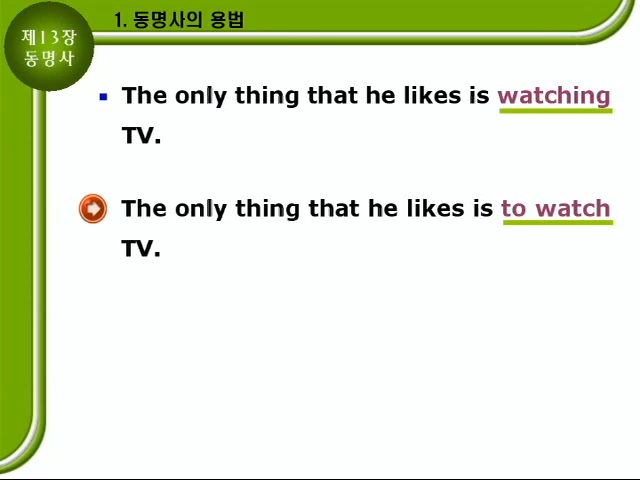 제13장
동명사
1. 동명사의 용법
The only thing that he likes is watching
TV.
The only thing that he likes is to watch
TV.